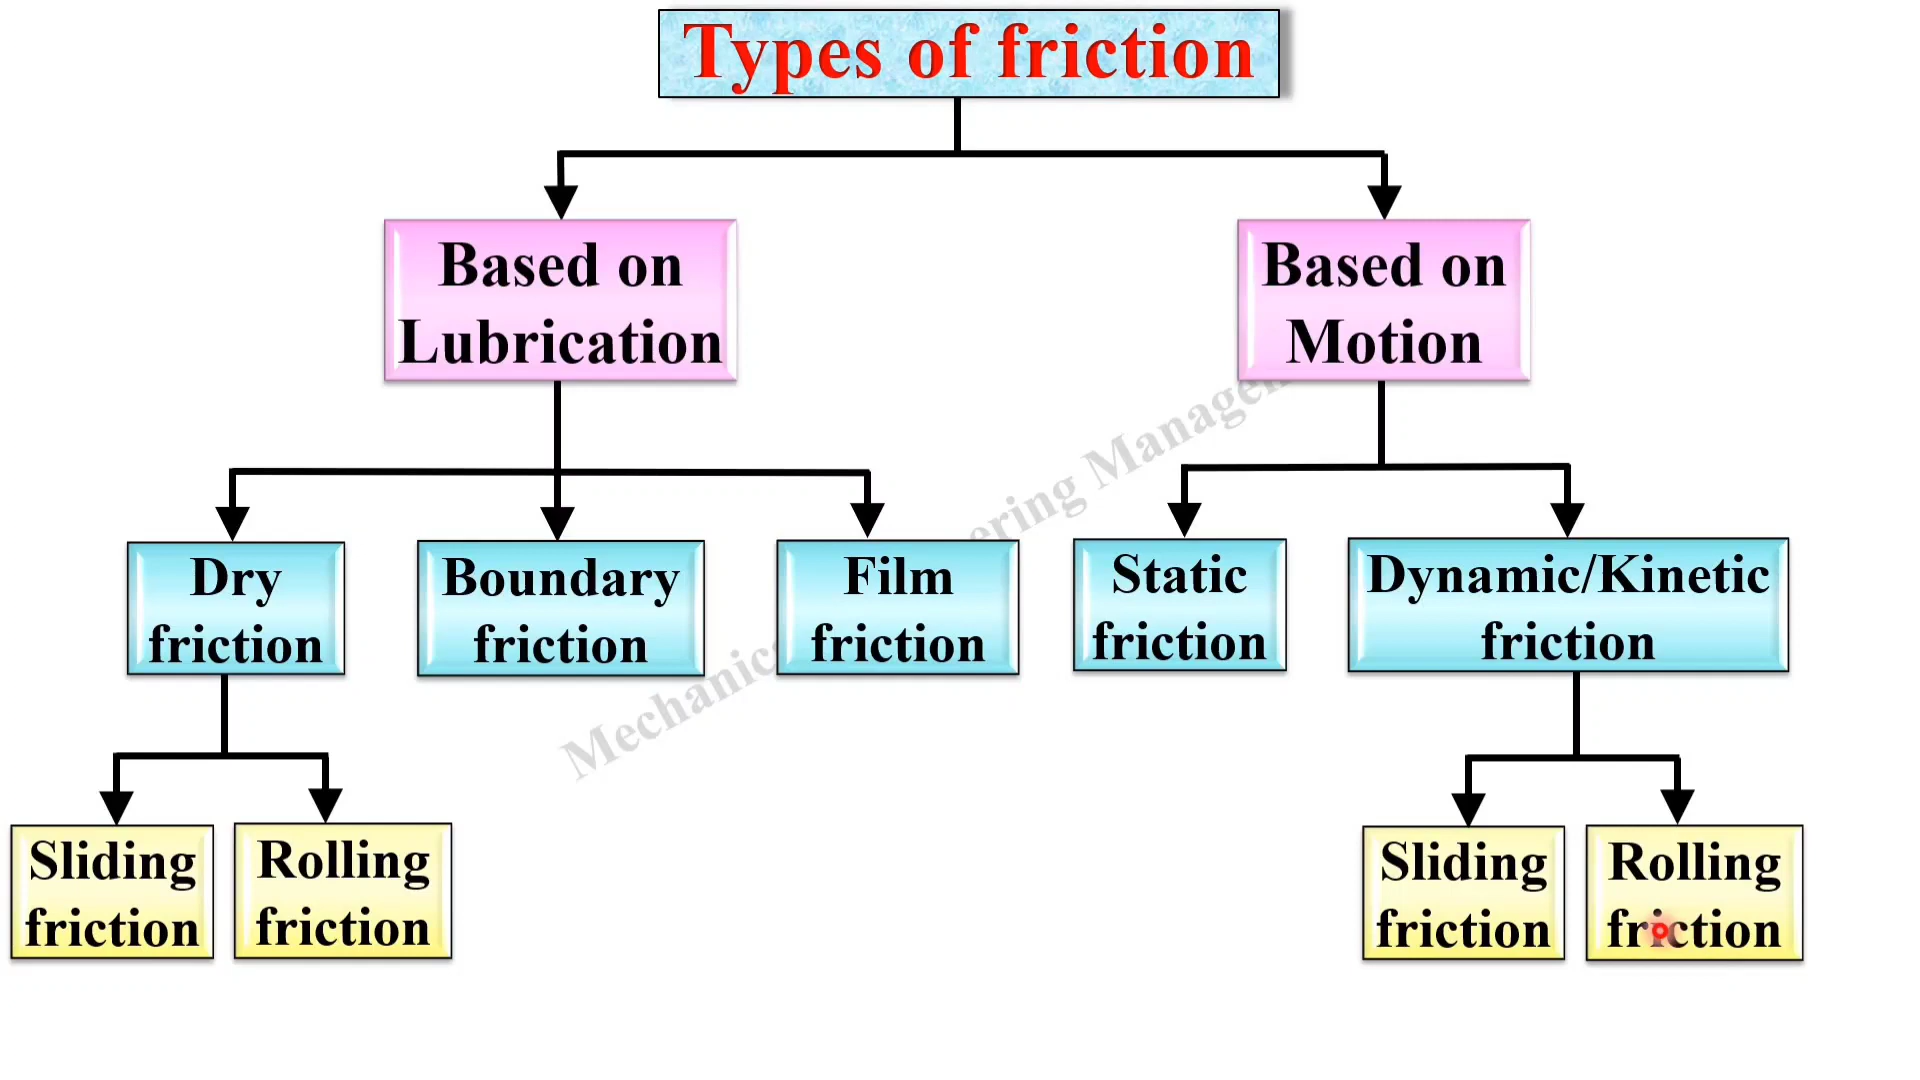 Types of friction
Based on
Lubrication
Based on
Motion
Dry
friction
Boundary
friction
Film
friction
Static
friction
Dynamic/Kinetic
friction
Sliding
friction
Rolling
friction
Sliding
friction
Rolling
friction